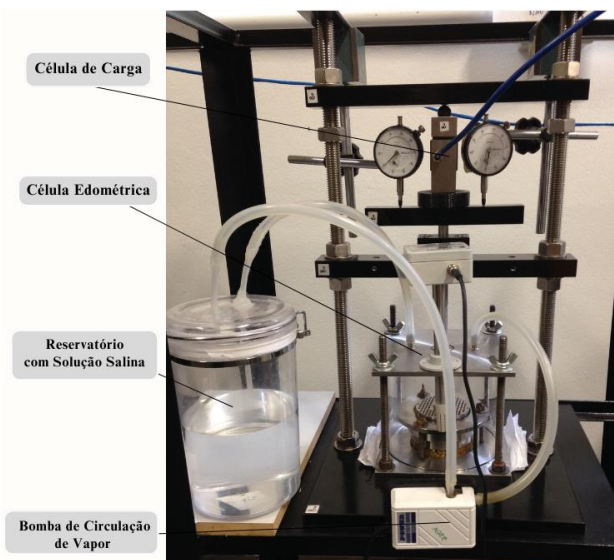 Célula de Carga
Célula Edométrica
Reservatório
com Solução Salina
Bomba de Circulação
de Vapor